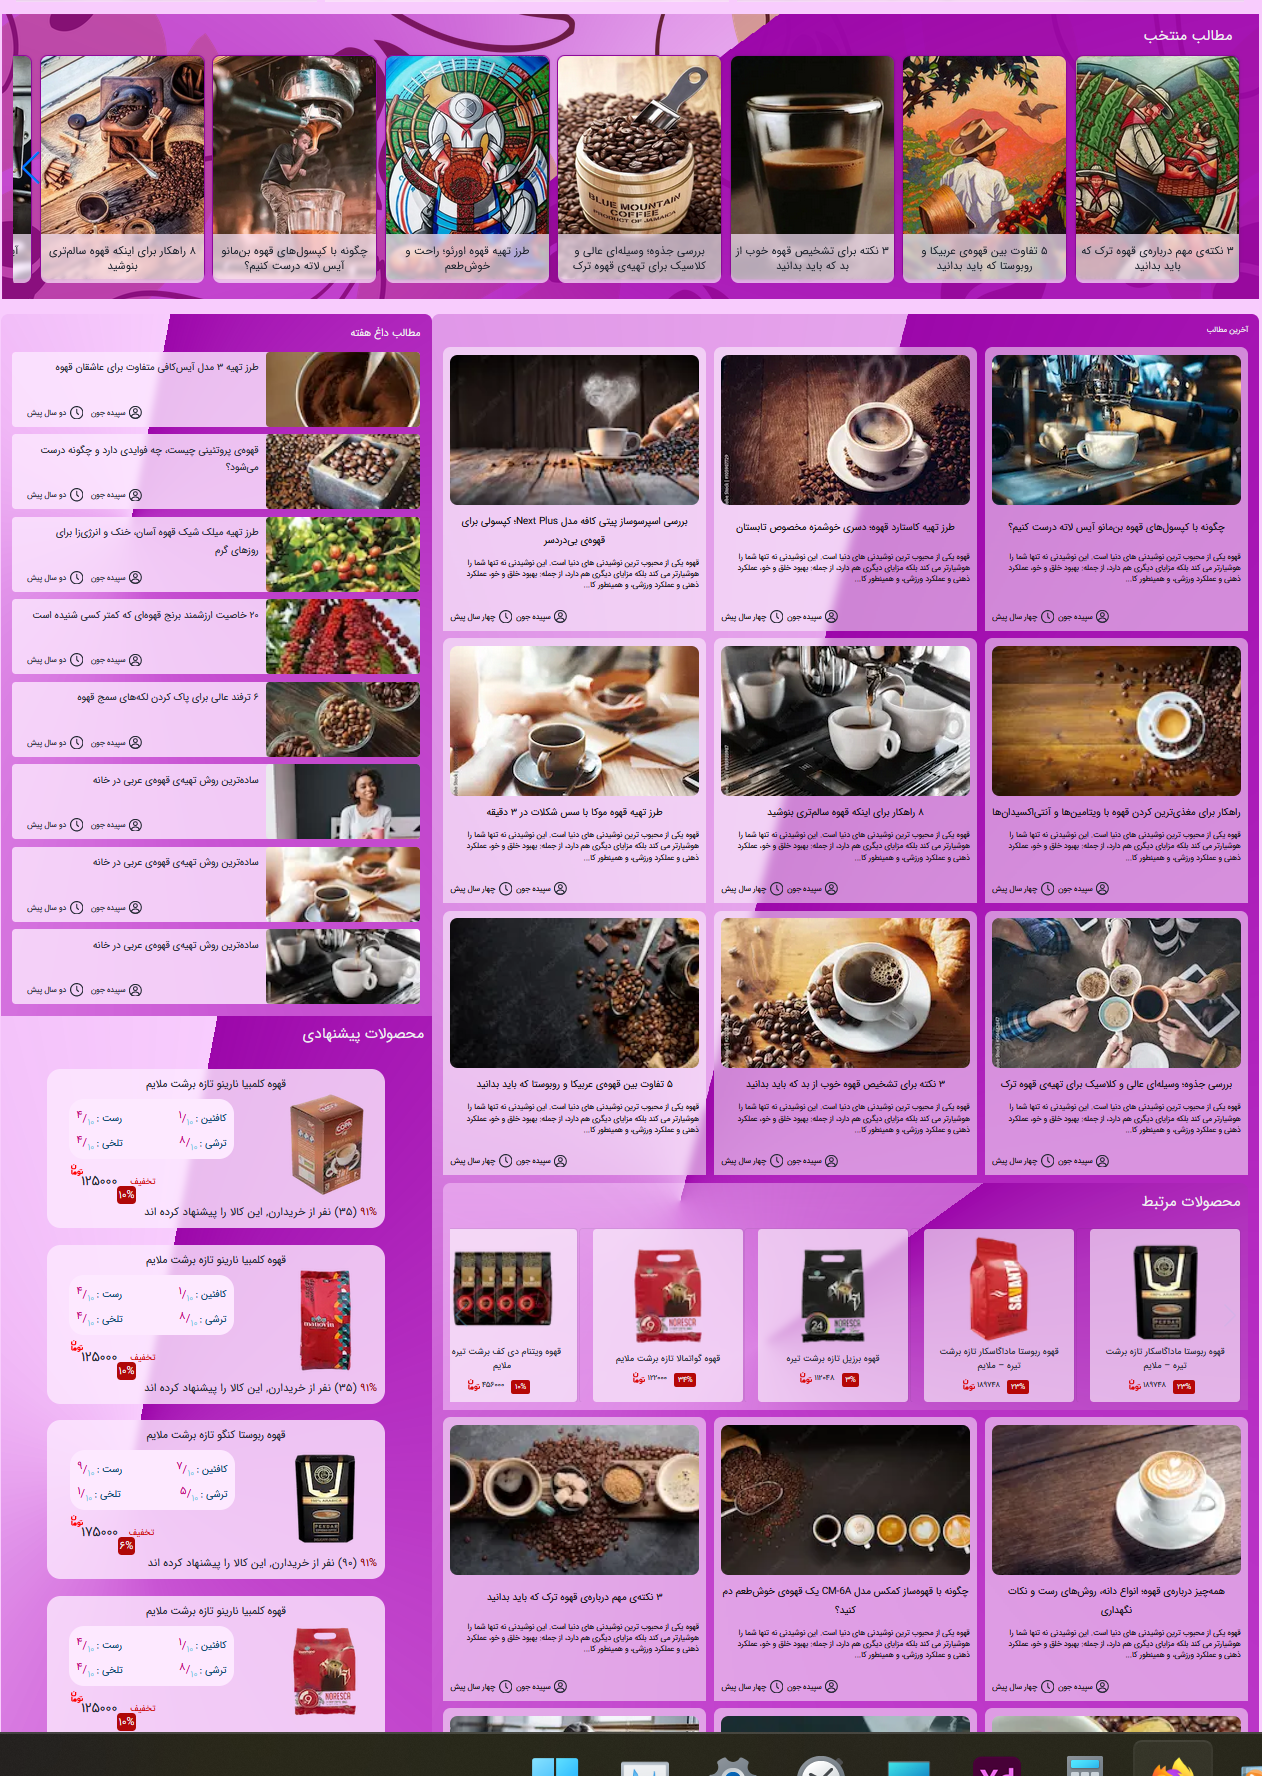 مطالب منتخب
۳ نکته‌ی مهم درباره‌ی قهوه ترک که
باید بدانید
۵ تفاوت بین قهوه‌ی عربیکا و
روبوستا که باید بدانید
۳ نکته برای تشخیص قهوه خوب از
بد که باید بدانید
BLUE MOUNTAIN
COFFEE
PRODUCT OF JAMAICA
بررسی جذوه؛ وسیله‌ای عالی و
کلاسیک برای تهیه‌ی قهوه ترک
طرز تهیه قهوه اورئو؛ راحت و
خوش‌طعم
چگونه با کپسول‌های قهوه بن‌مانو
آیس لاته درست کنیم؟
۸ راهکار برای اینکه قهوه سالم‌تری
بنوشید
آخرین مطالب
چگونه با کپسول‌های قهوه بن‌مانو آیس لاته درست کنیم؟
قهوه یکی از محبوب ترین نوشیدنی های دنیا است. این نوشیدنی نه تنها شما را
هوشیارتر می کند بلکه مزایای دیگری هم دارد، از جمله: بهبود خلق و خو، عملکرد
ذهنی و عملکرد ورزشی، و همینطور کا...
سپیده جون
چهار سال پیش
طرز تهیه کاستارد قهوه؛ دسری خوشمزه مخصوص تابستان
قهوه یکی از محبوب ترین نوشیدنی های دنیا است. این نوشیدنی نه تنها شما را
هوشیارتر می کند بلکه مزایای دیگری هم دارد، از جمله: بهبود خلق و خو، عملکرد
ذهنی و عملکرد ورزشی، و همینطور کا...
سپیده جون
چهار سال پیش
بررسی اسپرسوساز پیتی کافه مدل Next Plus؛ کپسولی برای
قهوه‌ی بی‌دردسر
قهوه یکی از محبوب ترین نوشیدنی های دنیا است. این نوشیدنی نه تنها شما را
هوشیارتر می کند بلکه مزایای دیگری هم دارد، از جمله: بهبود خلق و خو، عملکرد
ذهنی و عملکرد ورزشی، و همینطور کا...
سپیده جون
چهار سال پیش
راهکار برای مغذی‌ترین کردن قهوه با ویتامین‌ها و آنتی‌اکسیدان‌ها
قهوه یکی از محبوب ترین نوشیدنی های دنیا است. این نوشیدنی نه تنها شما را
هوشیارتر می کند بلکه مزایای دیگری هم دارد، از جمله: بهبود خلق و خو، عملکرد
ذهنی و عملکرد ورزشی، و همینطور کا...
سپیده جون
چهار سال پیش
۸ راهکار برای اینکه قهوه سالم‌تری بنوشید
قهوه یکی از محبوب ترین نوشیدنی های دنیا است. این نوشیدنی نه تنها شما را
هوشیارتر می کند بلکه مزایای دیگری هم دارد، از جمله: بهبود خلق و خو، عملکرد
ذهنی و عملکرد ورزشی، و همینطور کا...
سپیده جون
چهار سال پیش
طرز تهیه قهوه موکا با سس شکلات در ۳ دقیقه
قهوه یکی از محبوب ترین نوشیدنی های دنیا است. این نوشیدنی نه تنها شما را
هوشیارتر می کند بلکه مزایای دیگری هم دارد، از جمله: بهبود خلق و خو، عملکرد
ذهنی و عملکرد ورزشی، و همینطور کا...
سپیده جون
چهار سال پیش
بررسی جذوه؛ وسیله‌ای عالی و کلاسیک برای تهیه‌ی قهوه ترک
قهوه یکی از محبوب ترین نوشیدنی های دنیا است. این نوشیدنی نه تنها شما را
هوشیارتر می کند بلکه مزایای دیگری هم دارد، از جمله: بهبود خلق و خو، عملکرد
ذهنی و عملکرد ورزشی، و همینطور کا...
سپیده جون
چهار سال پیش
۳ نکته برای تشخیص قهوه خوب از بد که باید بدانید
قهوه یکی از محبوب ترین نوشیدنی های دنیا است. این نوشیدنی نه تنها شما را
هوشیارتر می کند بلکه مزایای دیگری هم دارد، از جمله: بهبود خلق و خو، عملکرد
ذهنی و عملکرد ورزشی، و همینطور کا...
سپیده جون
چهار سال پیش
۵ تفاوت بین قهوه‌ی عربیکا و روبوستا که باید بدانید
قهوه یکی از محبوب ترین نوشیدنی های دنیا است. این نوشیدنی نه تنها شما را
هوشیارتر می کند بلکه مزایای دیگری هم دارد، از جمله: بهبود خلق و خو، عملکرد
ذهنی و عملکرد ورزشی، و همینطور کا...
سپیده جون
چهار سال پیش
محصولات مرتبط
قهوه ربوستا ماداگاسکار تازه برشت
تیره – ملایم
۲۳%
۱۸۹۷۴۸ تومان
SAVANTA
قهوه ربوستا ماداگاسکار تازه برشت
تیره – ملایم
۲۳%
۱۸۹۷۴۸ تومان
24
قهوه برزیل تازه برشت تیره
۳%
۱۱۲۰۴۸ تومان
NORESCA
قهوه گواتمالا تازه برشت ملایم
۳۴%
۱۲۲۰۰۰ تومان
قهوه ویتنام دی کف برشت تیره
ملایم
۱۰%
۴۵۶۰۰۰ تومان
همه‌چیز درباره‌ی قهوه؛ انواع دانه، روش‌های رست و نکات
نگهداری
قهوه یکی از محبوب ترین نوشیدنی های دنیا است. این نوشیدنی نه تنها شما را
هوشیارتر می کند بلکه مزایای دیگری هم دارد، از جمله: بهبود خلق و خو، عملکرد
ذهنی و عملکرد ورزشی، و همینطور کا...
سپیده جون
چهار سال پیش
چگونه با قهوه‌ساز کمکس مدل CM-6A یک قهوه‌ی خوش‌طعم دم
کنید؟
قهوه یکی از محبوب ترین نوشیدنی های دنیا است. این نوشیدنی نه تنها شما را
هوشیارتر می کند بلکه مزایای دیگری هم دارد، از جمله: بهبود خلق و خو، عملکرد
ذهنی و عملکرد ورزشی، و همینطور کا...
سپیده جون
چهار سال پیش
۳ نکته‌ی مهم درباره‌ی قهوه ترک که باید بدانید
قهوه یکی از محبوب ترین نوشیدنی های دنیا است. این نوشیدنی نه تنها شما را
هوشیارتر می کند بلکه مزایای دیگری هم دارد، از جمله: بهبود خلق و خو، عملکرد
ذهنی و عملکرد ورزشی، و همینطور کا...
سپیده جون
چهار سال پیش
مطالب داغ هفته
طرز تهیه ۳ مدل آیس‌کافی متفاوت برای عاشقان قهوه
سپیده جون
دو سال پیش
قهوه‌ی پروتئینی چیست، چه فوایدی دارد و چگونه درست
می‌شود؟
سپیده جون
دو سال پیش
طرز تهیه میلک شیک قهوه آسان، خنک و انرژی‌زا برای
روزهای گرم
سپیده جون
دو سال پیش
۲۰ خاصیت ارزشمند برنج قهوه‌ای که کمتر کسی شنیده است
سپیده جون
دو سال پیش
۶ ترفند عالی برای پاک کردن لکه‌های سمج قهوه
سپیده جون
دو سال پیش
ساده‌ترین روش تهیه‌ی قهوه‌ی عربی در خانه
سپیده جون
دو سال پیش
ساده‌ترین روش تهیه‌ی قهوه‌ی عربی در خانه
سپیده جون
دو سال پیش
ساده‌ترین روش تهیه‌ی قهوه‌ی عربی در خانه
سپیده جون
دو سال پیش
محصولات پیشنهادی
قهوه کلمبیا نارینو تازه برشت ملایم
کافئین : ۱/۱۰
رست : ۴/۱۰
ترشی : ۸/۱۰
تلخی : ۴/۱۰
تخفیف
۱۲۵۰۰۰ تومان
۱۰%
۹۱% (۳۵) نفر از خریدارن، این کالا را پیشنهاد کرده اند
قهوه کلمبیا نارینو تازه برشت ملایم
manovin
کافئین : ۱/۱۰
رست : ۴/۱۰
ترشی : ۸/۱۰
تلخی : ۴/۱۰
تخفیف
۱۲۵۰۰۰ تومان
۱۰%
۹۱% (۳۵) نفر از خریدارن، این کالا را پیشنهاد کرده اند
قهوه ربوستا کنگو تازه برشت ملایم
کافئین : ۷/۱۰
رست : ۹/۱۰
ترشی : ۵/۱۰
تلخی : ۱/۱۰
تخفیف
۱۷۵۰۰۰ تومان
۶%
۹۱% (۹۰) نفر از خریدارن، این کالا را پیشنهاد کرده اند
قهوه کلمبیا نارینو تازه برشت ملایم
NORESCA
کافئین : ۱/۱۰
رست : ۴/۱۰
ترشی : ۸/۱۰
تلخی : ۴/۱۰
تخفیف
۱۲۵۰۰۰ تومان
۱۰%
Xd